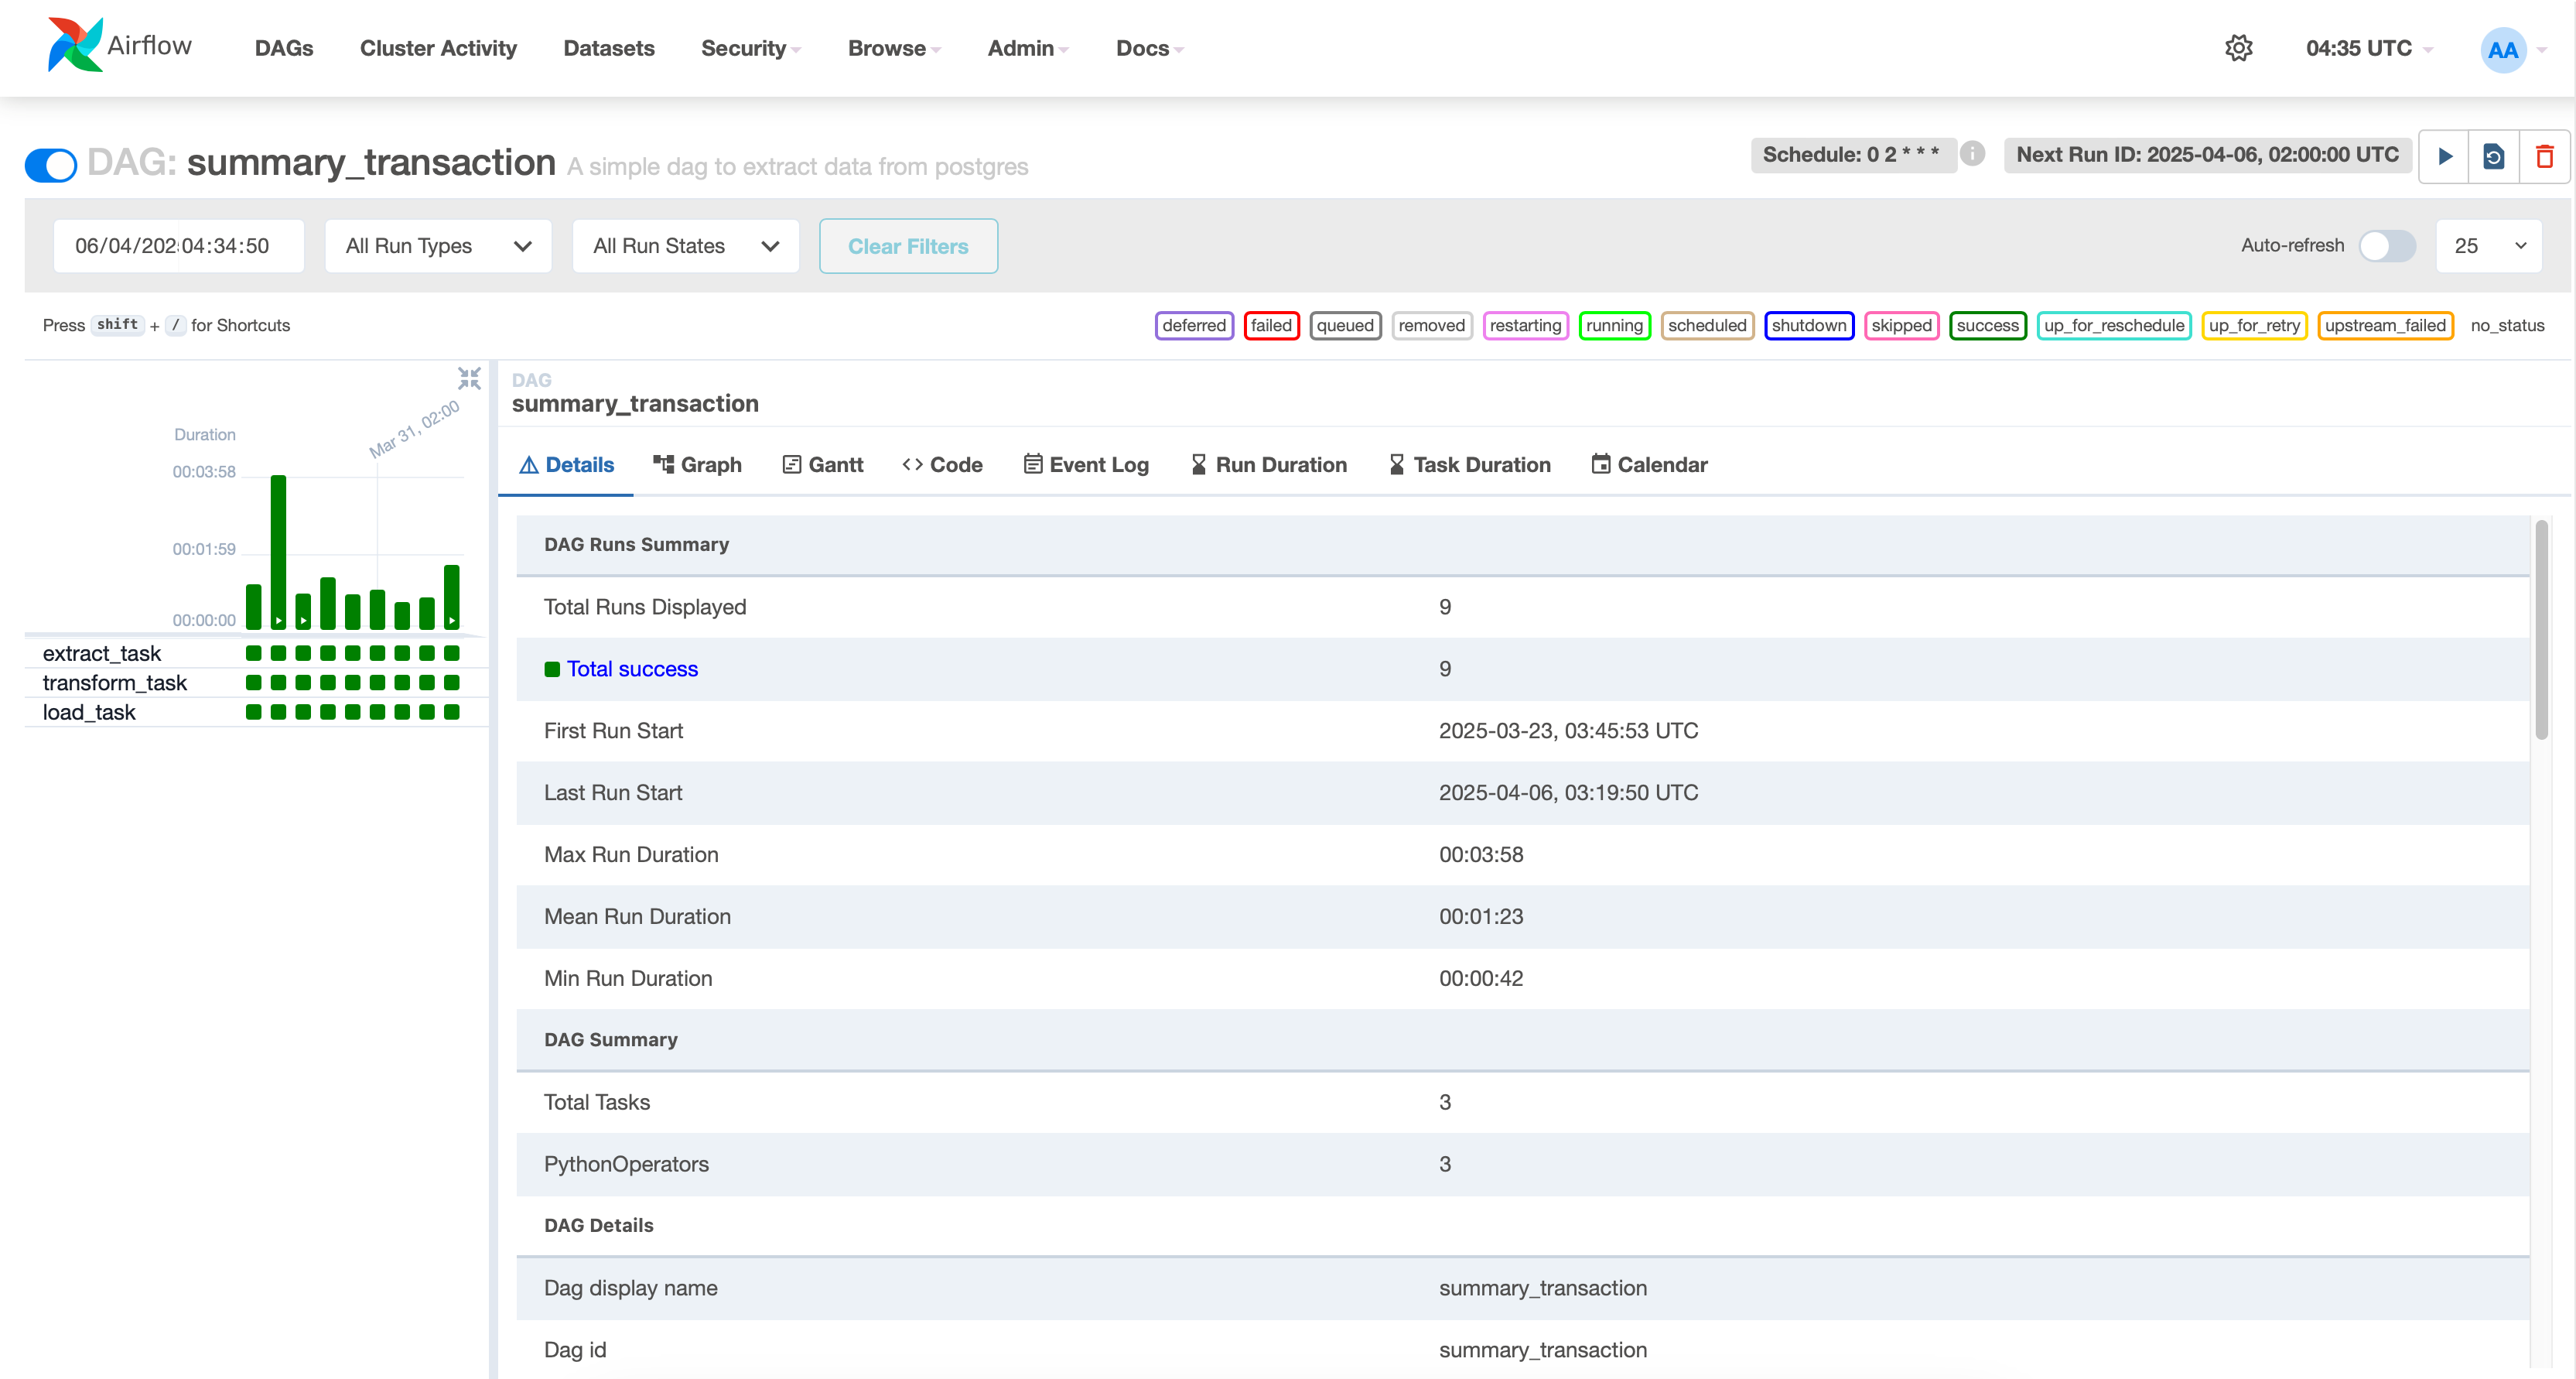 Airflow DAGs Cluster Activity Datasets Security Browse Admin Docs 04:35 UTC AA
DAG: summary_transaction A simple dag to extract data from postgres Schedule: 0 2 * * * Next Run ID: 2025-04-06, 02:00:00 UTC
06/04/202 04:34:50 All Run Types All Run States Clear Filters Auto-refresh 25
Press shift + / for Shortcuts deferred failed queued removed restarting running scheduled shutdown skipped success up_for_reschedule up_for_retry upstream_failed no_status
Mar 31, 02:00
Duration
00:03:58
00:01:59
00:00:00
extract_task
transform_task
load_task
DAG
summary_transaction
Details Graph Gantt Code Event Log Run Duration Task Duration Calendar
DAG Runs Summary
Total Runs Displayed 9
Total success 9
First Run Start 2025-03-23, 03:45:53 UTC
Last Run Start 2025-04-06, 03:19:50 UTC
Max Run Duration 00:03:58
Mean Run Duration 00:01:23
Min Run Duration 00:00:42
DAG Summary
Total Tasks 3
PythonOperators 3
DAG Details
Dag display name summary_transaction
Dag id summary_transaction